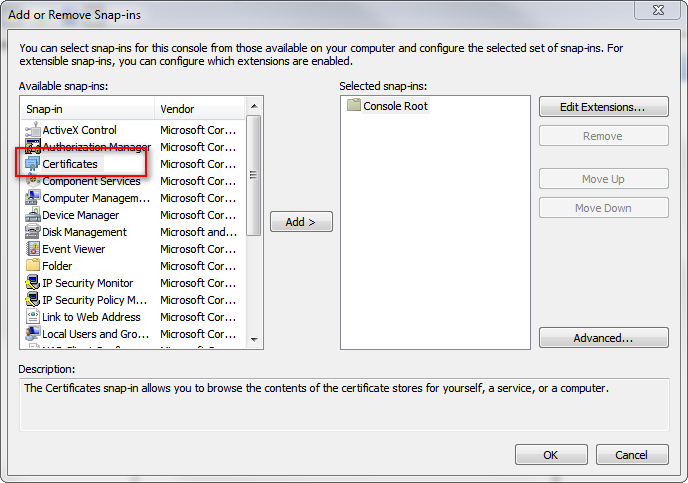 Add or Remove Snap-ins
You can select snap-ins for this console from those available on your computer and configure the selected set of snap-ins. For
extensible snap-ins, you can configure which extensions are enabled.
Available snap-ins:
Selected snap-ins:
Snap-in Vendor
ActiveX Control Microsoft Cor...
Authorization Manager Microsoft Cor...
Certificates Microsoft Cor...
Component Services Microsoft Cor...
Computer Managem... Microsoft Cor...
Device Manager Microsoft Cor...
Disk Management Microsoft and...
Event Viewer Microsoft Cor...
Folder Microsoft Cor...
IP Security Monitor Microsoft Cor...
IP Security Policy M... Microsoft Cor...
Link to Web Address Microsoft Cor...
Local Users and Gro... Microsoft Cor...
Add >
Console Root
Edit Extensions...
Remove
Move Up
Move Down
Advanced...
Description:
The Certificates snap-in allows you to browse the contents of the certificate stores for yourself, a service, or a computer.
OK
Cancel